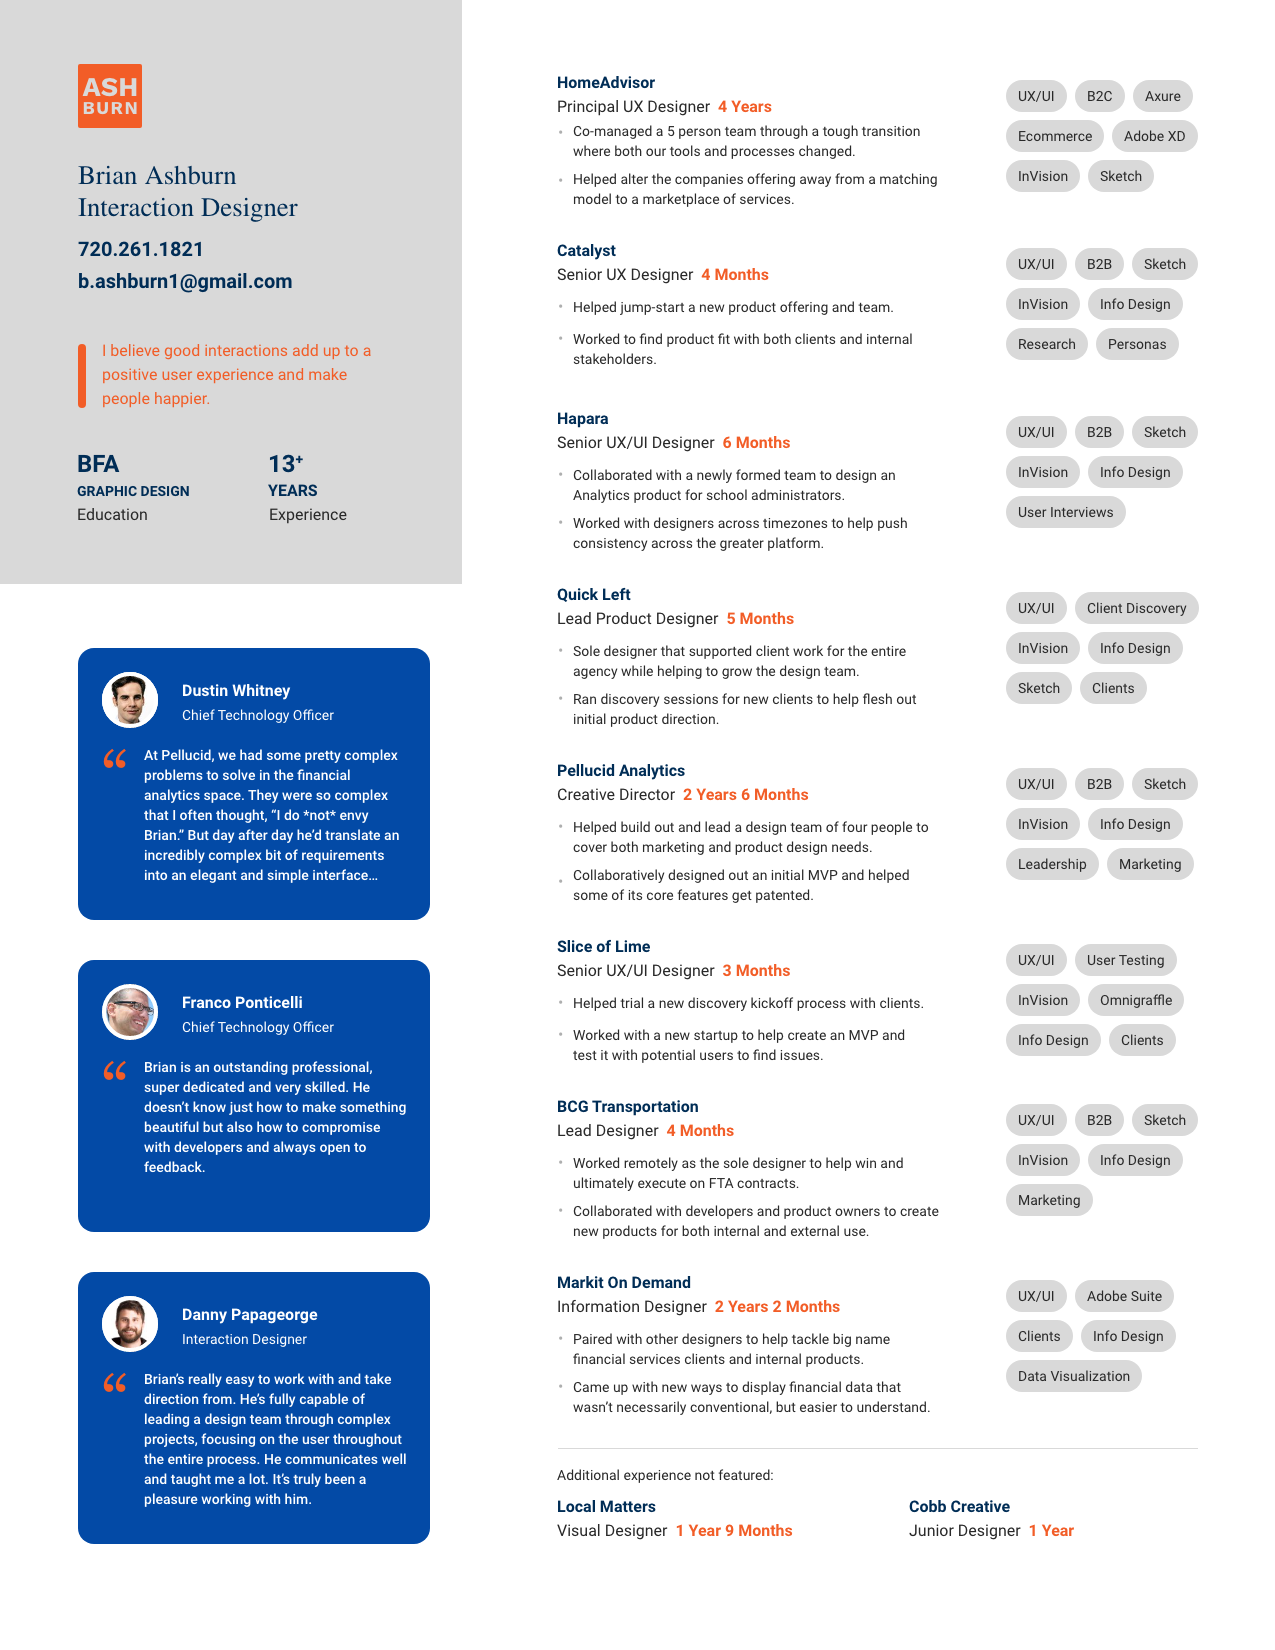 ASH
BURN
Brian Ashburn
Interaction Designer
720.261.1821
b.ashburn1@gmail.com
I believe good interactions add up to a
positive user experience and make
people happier.
BFA
GRAPHIC DESIGN
Education
13+
YEARS
Experience
Dustin Whitney
Chief Technology Officer
“ At Pellucid, we had some pretty complex
problems to solve in the financial
analytics space. They were so complex
that I often thought, “I do *not* envy
Brian.” But day after day he’d translate an
incredibly complex bit of requirements
into an elegant and simple interface…
Franco Ponticelli
Chief Technology Officer
“ Brian is an outstanding professional,
super dedicated and very skilled. He
doesn’t know just how to make something
beautiful but also how to compromise
with developers and always open to
feedback.
Danny Papageorge
Interaction Designer
“ Brian’s really easy to work with and take
direction from. He’s fully capable of
leading a design team through complex
projects, focusing on the user throughout
the entire process. He communicates well
and taught me a lot. It’s truly been a
pleasure working with him.
HomeAdvisor
Principal UX Designer 4 Years
• Co-managed a 5 person team through a tough transition
where both our tools and processes changed.
• Helped alter the companies offering away from a matching
model to a marketplace of services.
UX/UI B2C Axure
Ecommerce Adobe XD
InVision Sketch
Catalyst
Senior UX Designer 4 Months
• Helped jump-start a new product offering and team.
• Worked to find product fit with both clients and internal
stakeholders.
UX/UI B2B Sketch
InVision Info Design
Research Personas
Hapara
Senior UX/UI Designer 6 Months
• Collaborated with a newly formed team to design an
Analytics product for school administrators.
• Worked with designers across timezones to help push
consistency across the greater platform.
UX/UI B2B Sketch
InVision Info Design
User Interviews
Quick Left
Lead Product Designer 5 Months
• Sole designer that supported client work for the entire
agency while helping to grow the design team.
• Ran discovery sessions for new clients to help flesh out
initial product direction.
UX/UI Client Discovery
InVision Info Design
Sketch Clients
Pellucid Analytics
Creative Director 2 Years 6 Months
• Helped build out and lead a design team of four people to
cover both marketing and product design needs.
• Collaboratively designed out an initial MVP and helped
some of its core features get patented.
UX/UI B2B Sketch
InVision Info Design
Leadership Marketing
Slice of Lime
Senior UX/UI Designer 3 Months
• Helped trial a new discovery kickoff process with clients.
• Worked with a new startup to help create an MVP and
test it with potential users to find issues.
UX/UI User Testing
InVision Omnigraffle
Info Design Clients
BCG Transportation
Lead Designer 4 Months
• Worked remotely as the sole designer to help win and
ultimately execute on FTA contracts.
• Collaborated with developers and product owners to create
new products for both internal and external use.
UX/UI B2B Sketch
InVision Info Design
Marketing
Markit On Demand
Information Designer 2 Years 2 Months
• Paired with other designers to help tackle big name
financial services clients and internal products.
• Came up with new ways to display financial data that
wasn’t necessarily conventional, but easier to understand.
UX/UI Adobe Suite
Clients Info Design
Data Visualization
Additional experience not featured:
Local Matters
Visual Designer 1 Year 9 Months
Cobb Creative
Junior Designer 1 Year